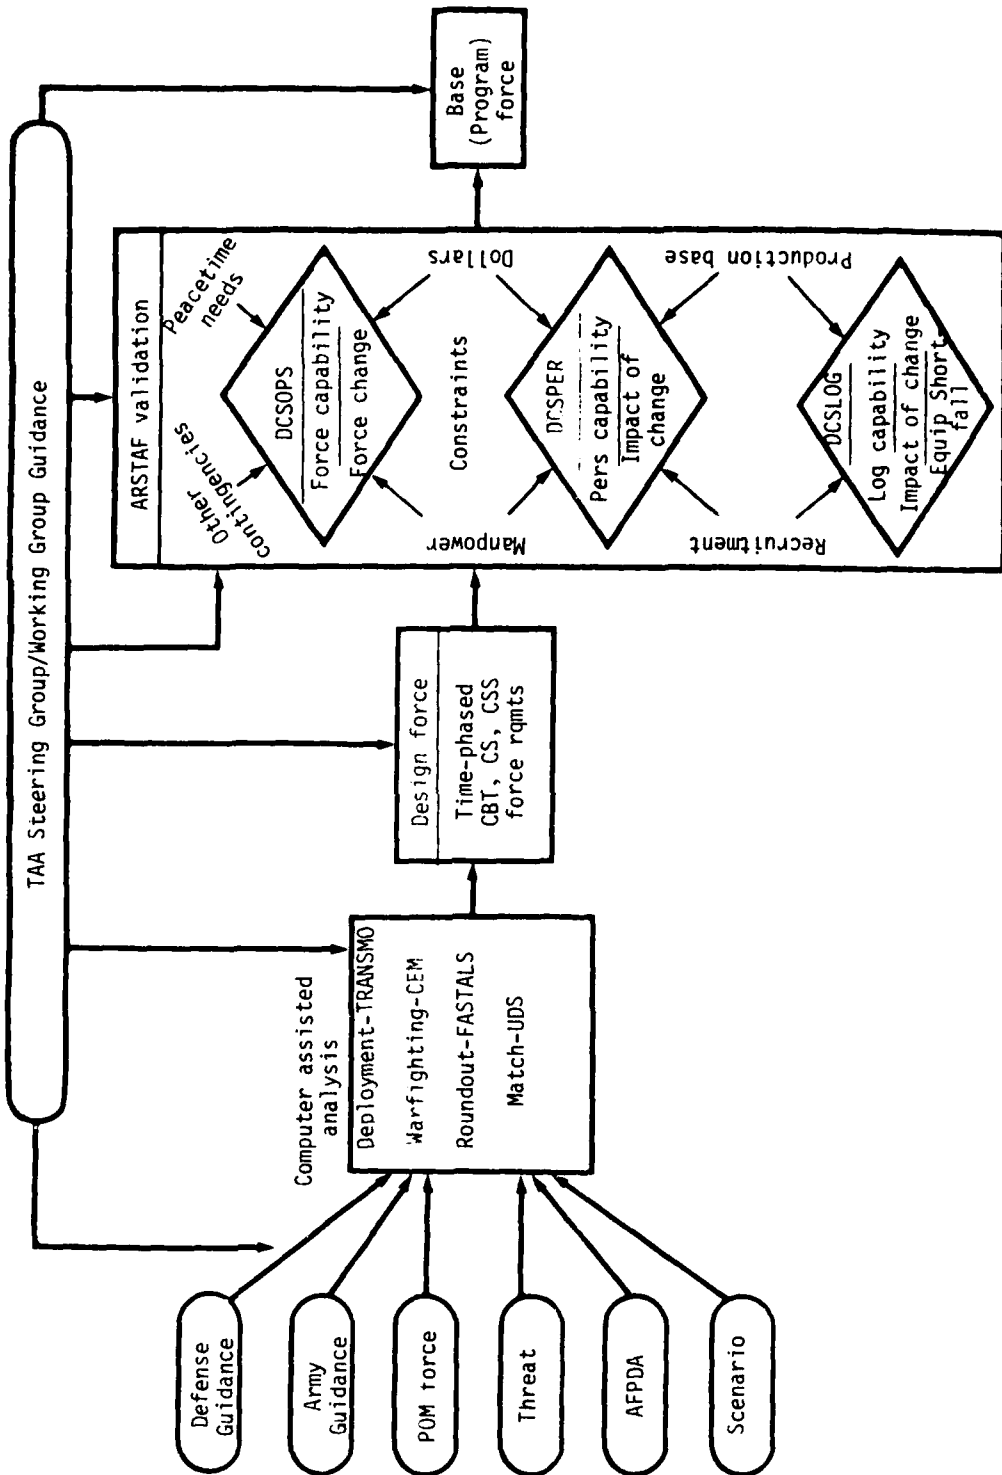 TAA Steering Group/Working Group Guidance
Defense
Guidance
Army
Guidance
POM force
Threat
AFPDA
Scenario
Computer assisted
analysis
Deployment-TRANSMO
Warfighting-CEM
Roundout-FASTALS
Match-UDS
Design force
Time-phased
CBT, CS, CSS
force rqmts
ARSTAF validation
Other
contingencies
Peacetime
needs
DCSOPS
Force capability
Force change
Manpower
Constraints
Dollars
DCSPER
Pers capability
Impact of
change
Recruitment
Production base
DCSLOG
Log capability
Impact of change
Equip Short-
fall
Base
(Program)
force